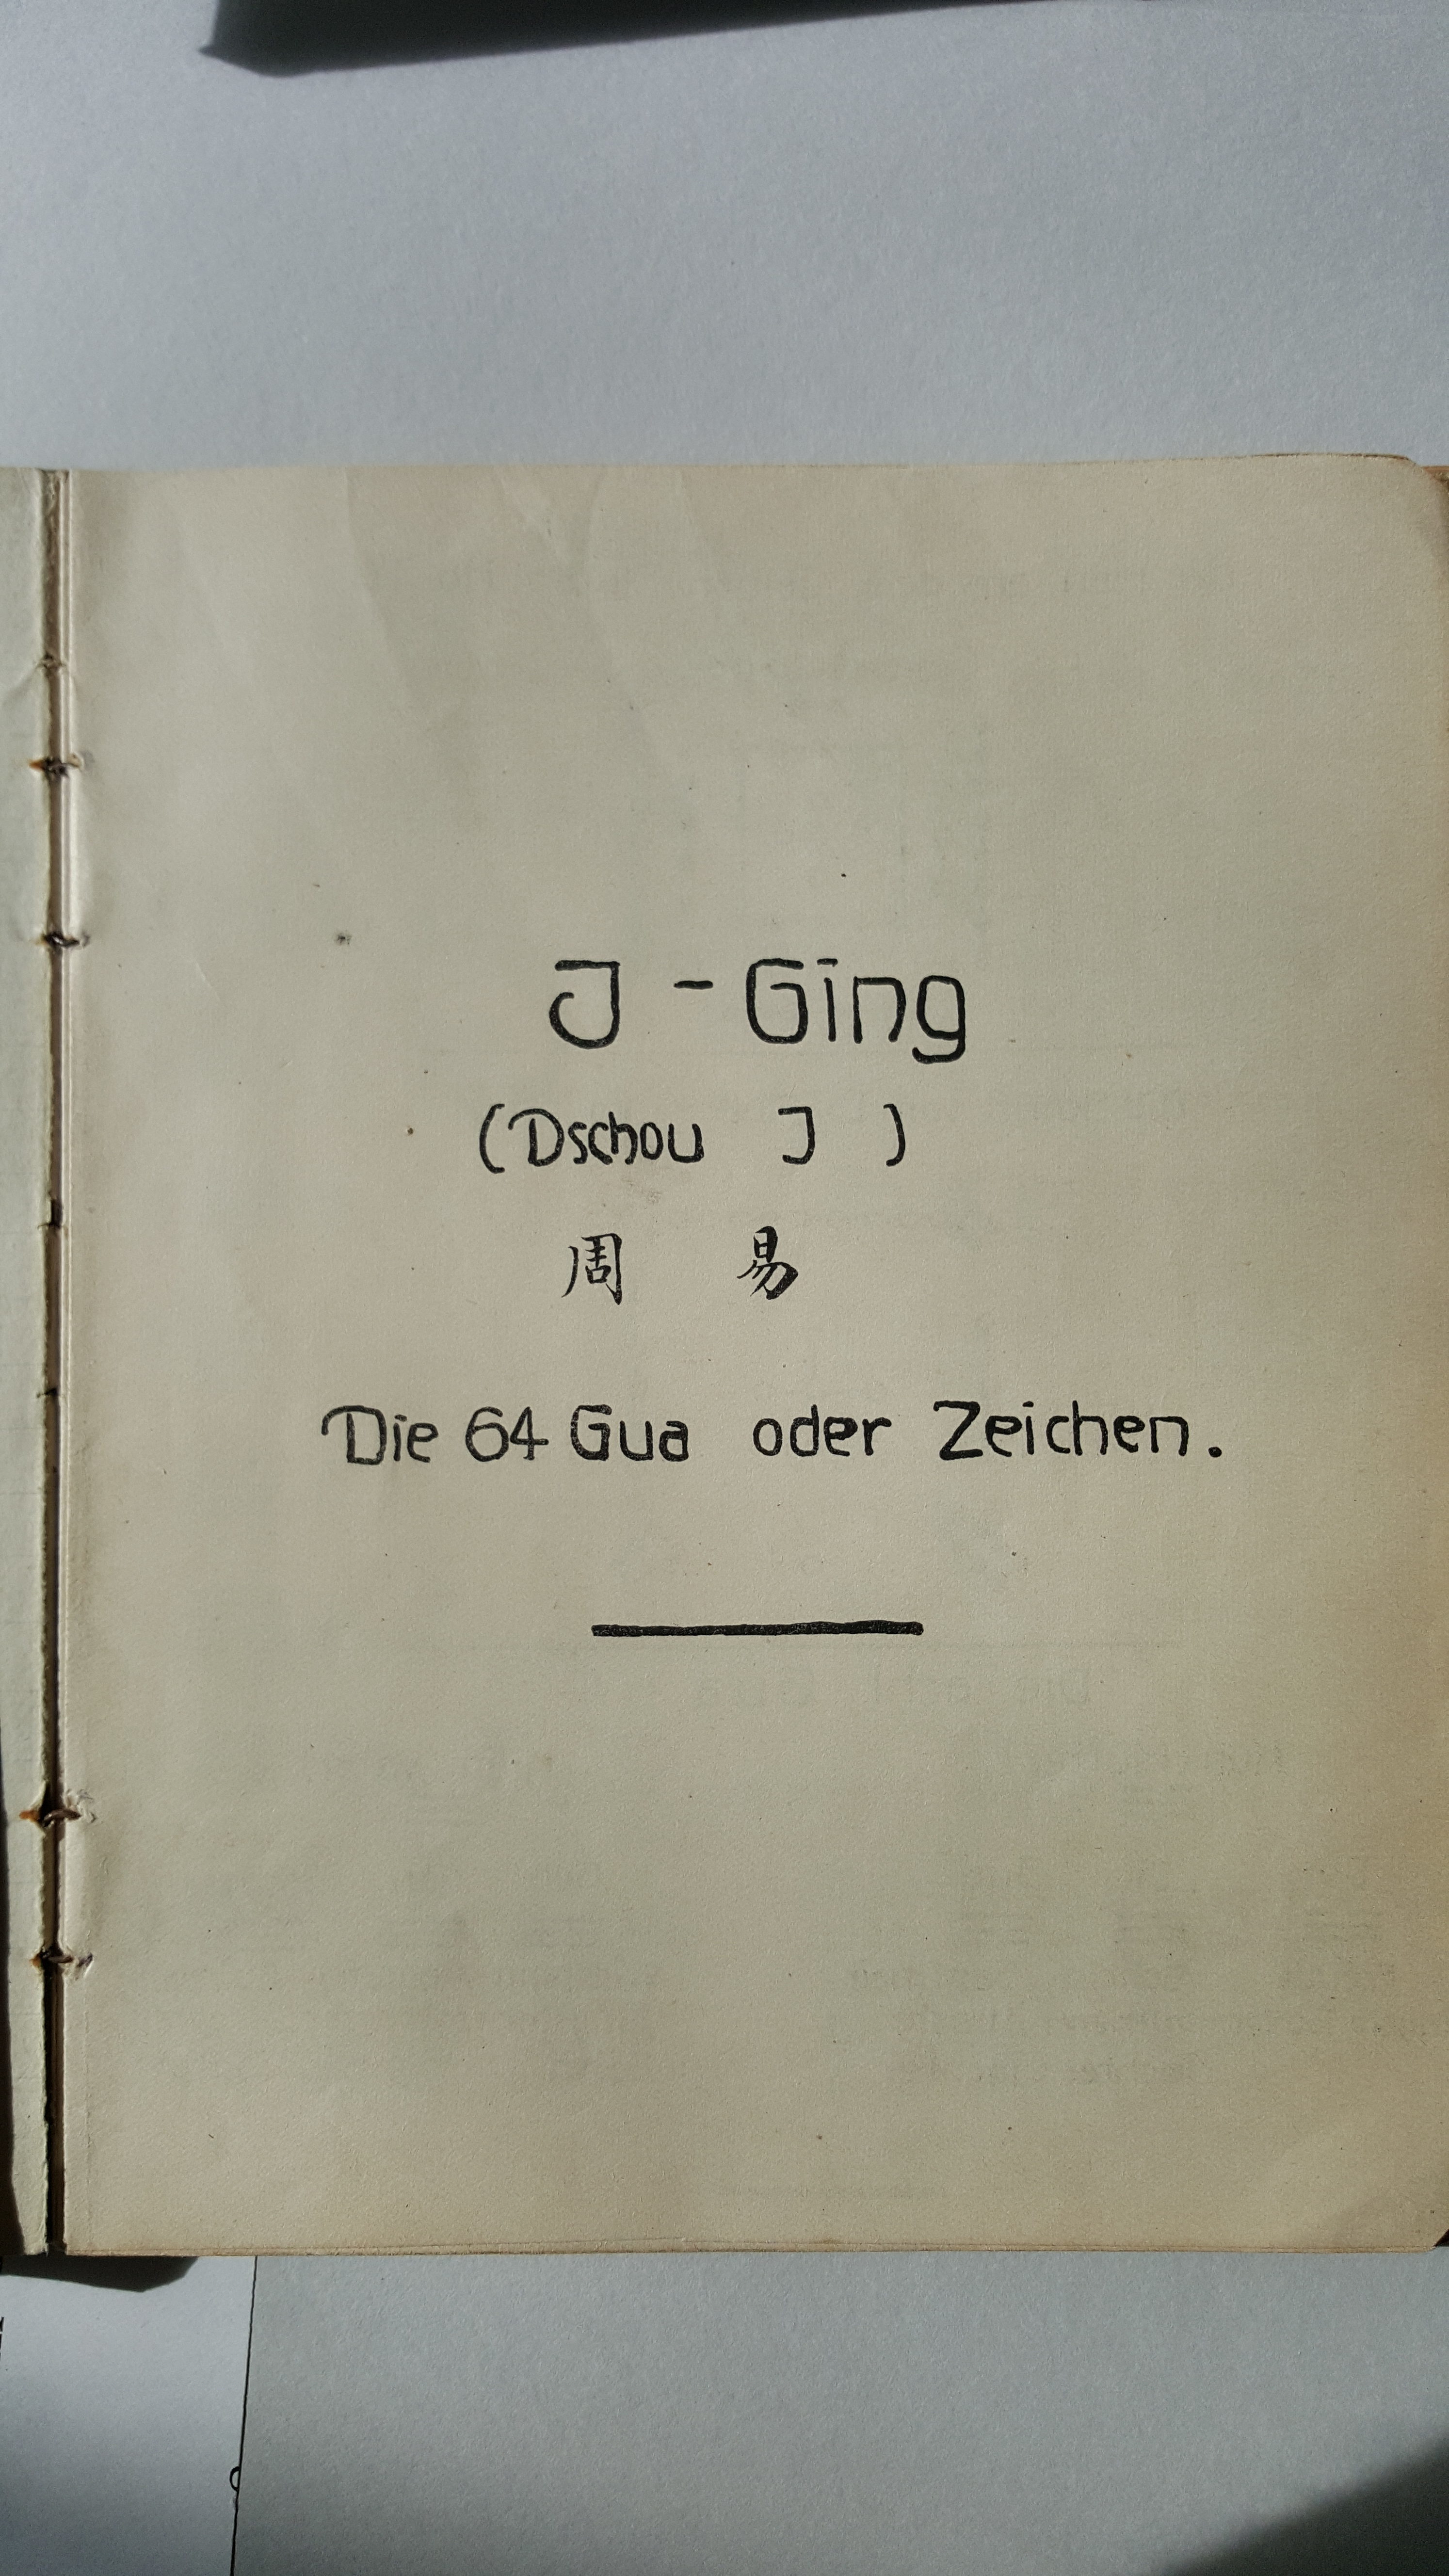 J - Ging
(Dschou J )
周 易
Die 64 Gua oder Zeichen.